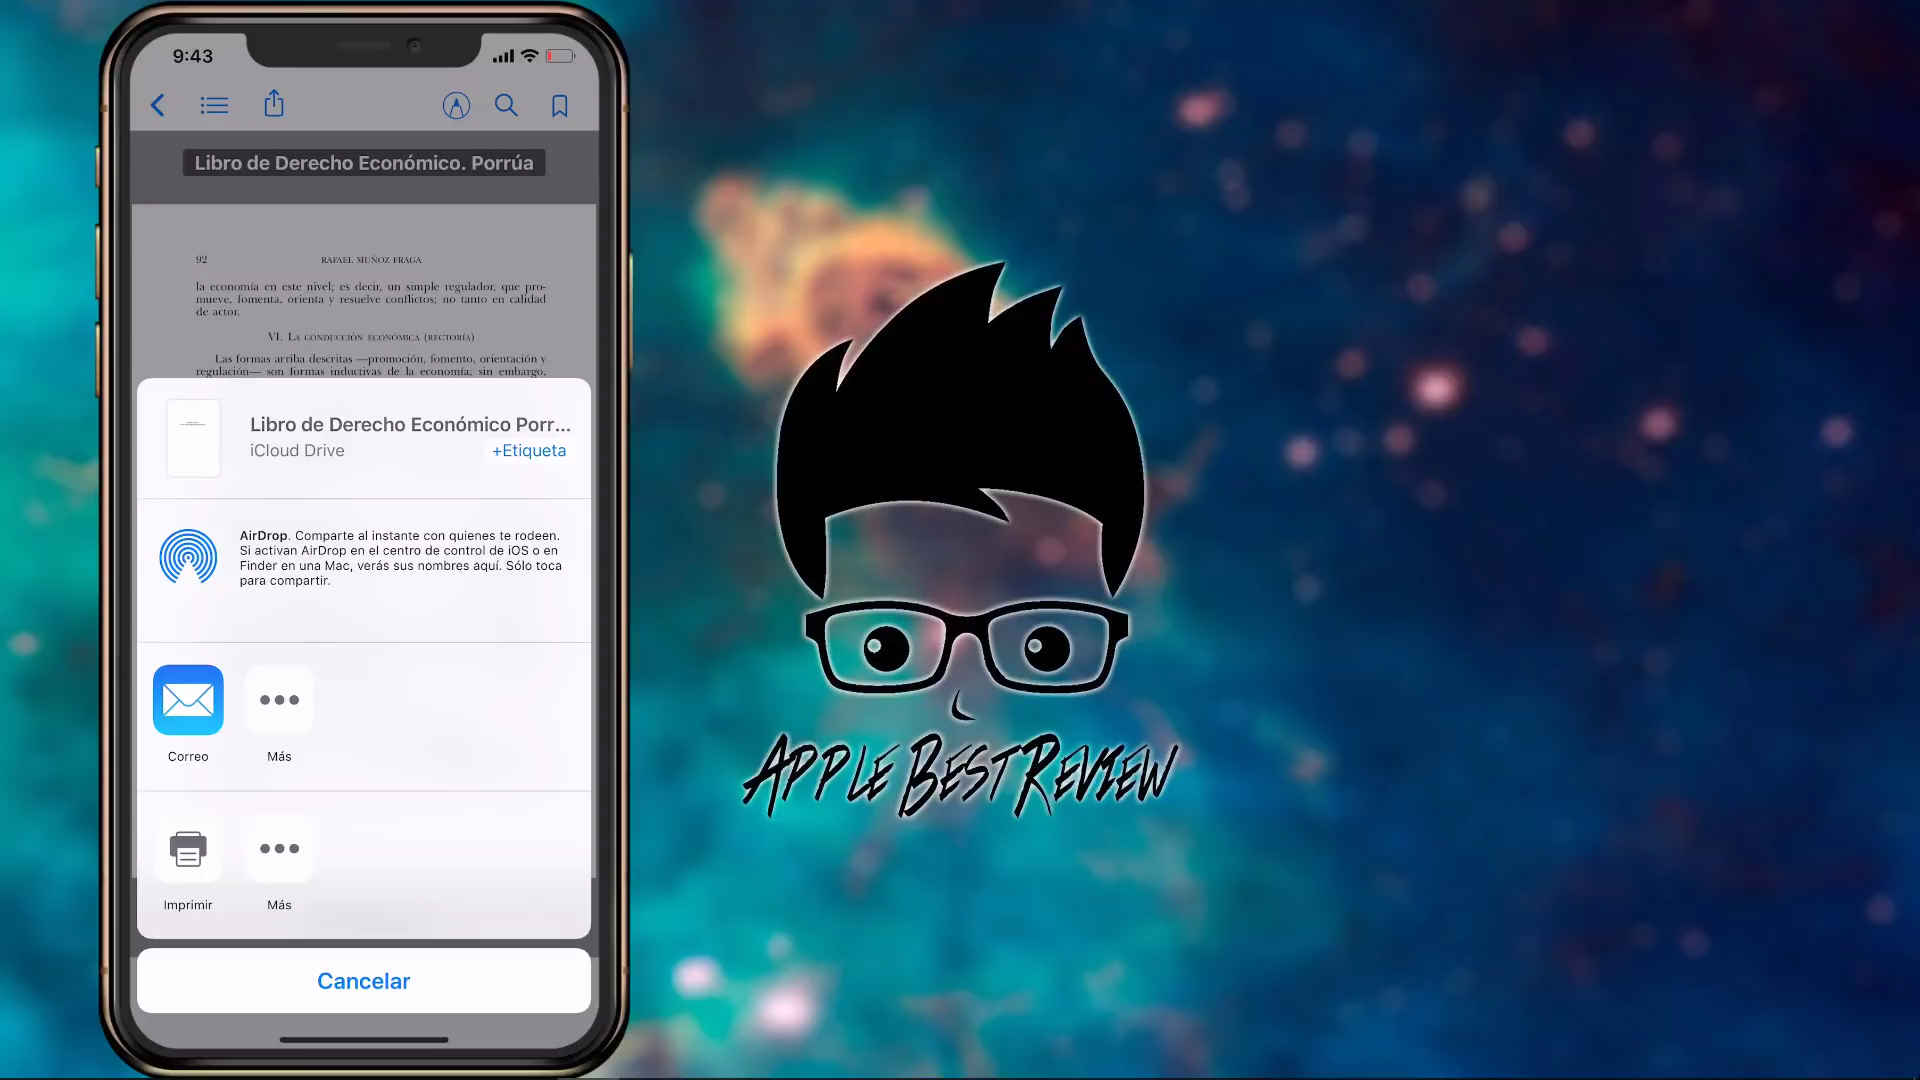 9:43
Libro de Derecho Económico. Porrúa
92 RAFAEL MUÑOZ FRAGA
la economía en este nivel; es decir, un simple regulador, que pro-
mueve, fomenta, orienta y resuelve conflictos; no tanto en calidad
de actor.
VI. LA CONDUCCIÓN ECONÓMICA (RECTORÍA)
Las formas arriba descritas —promoción, fomento, orientación y
regulación— son formas inductivas de la economía; sin embargo,
Libro de Derecho Económico Porr...
iCloud Drive
+Etiqueta
AirDrop. Comparte al instante con quienes te rodeen.
Si activan AirDrop en el centro de control de iOS o en
Finder en una Mac, verás sus nombres aquí. Sólo toca
para compartir.
Correo
Más
Imprimir
Más
Cancelar
APPLE BEST REVIEW